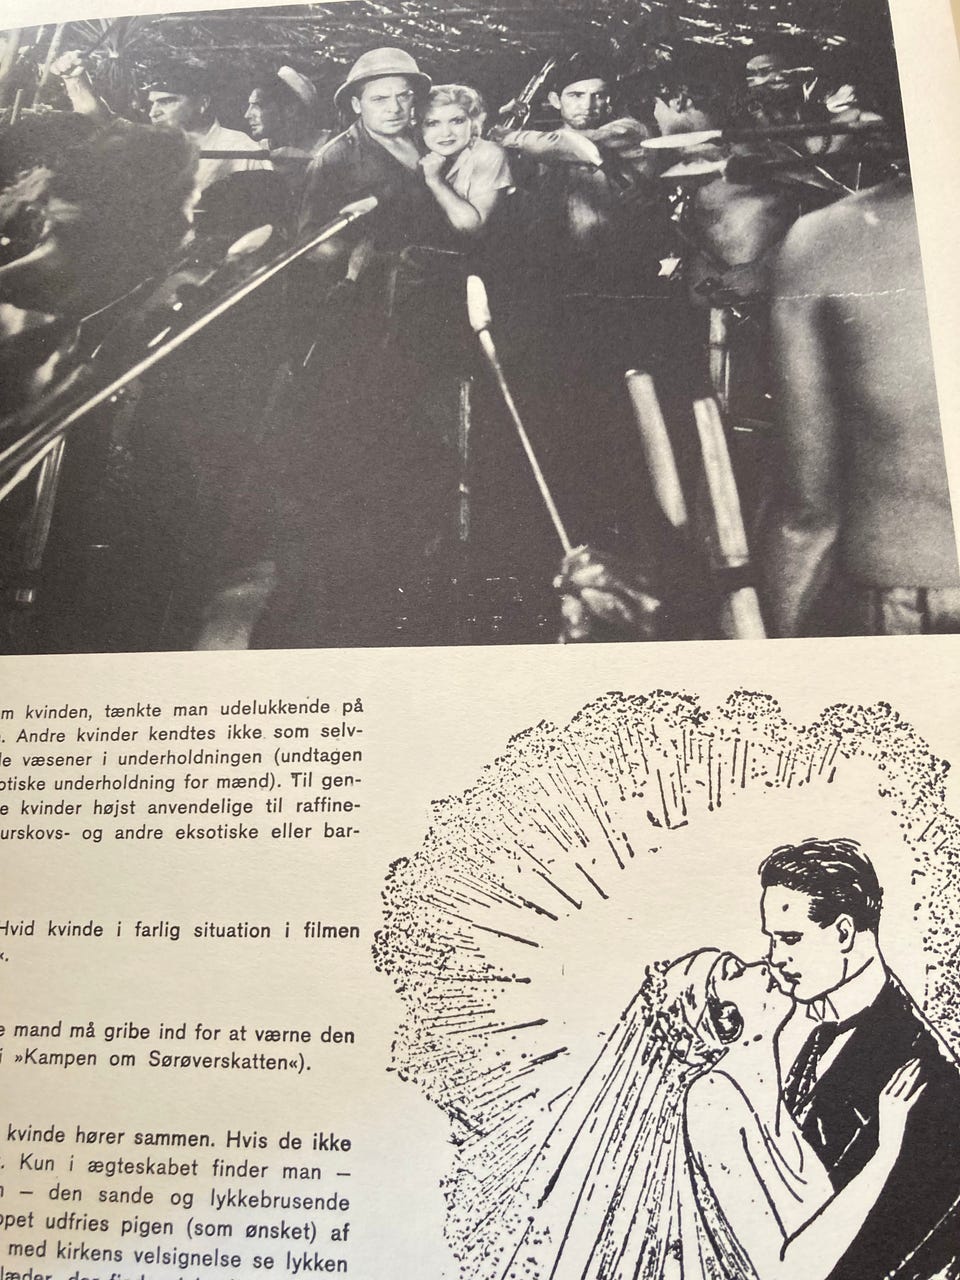 m kvinden, tænkte man udelukkende på
. Andre kvinder kendtes ikke som selv-
le væsener i underholdningen (undtagen
otiske underholdning for mænd). Til gen-
e kvinder højst anvendelige til raffine-
urskovs- og andre eksotiske eller bar-
Hvid kvinde i farlig situation i filmen
«.
e mand må gribe ind for at værne den
i »Kampen om Sørøverskatten«).
kvinde hører sammen. Hvis de ikke
. Kun i ægteskabet finder man —
n — den sande og lykkebrusende
ppet udfries pigen (som ønsket) af
med kirkens velsignelse se lykken